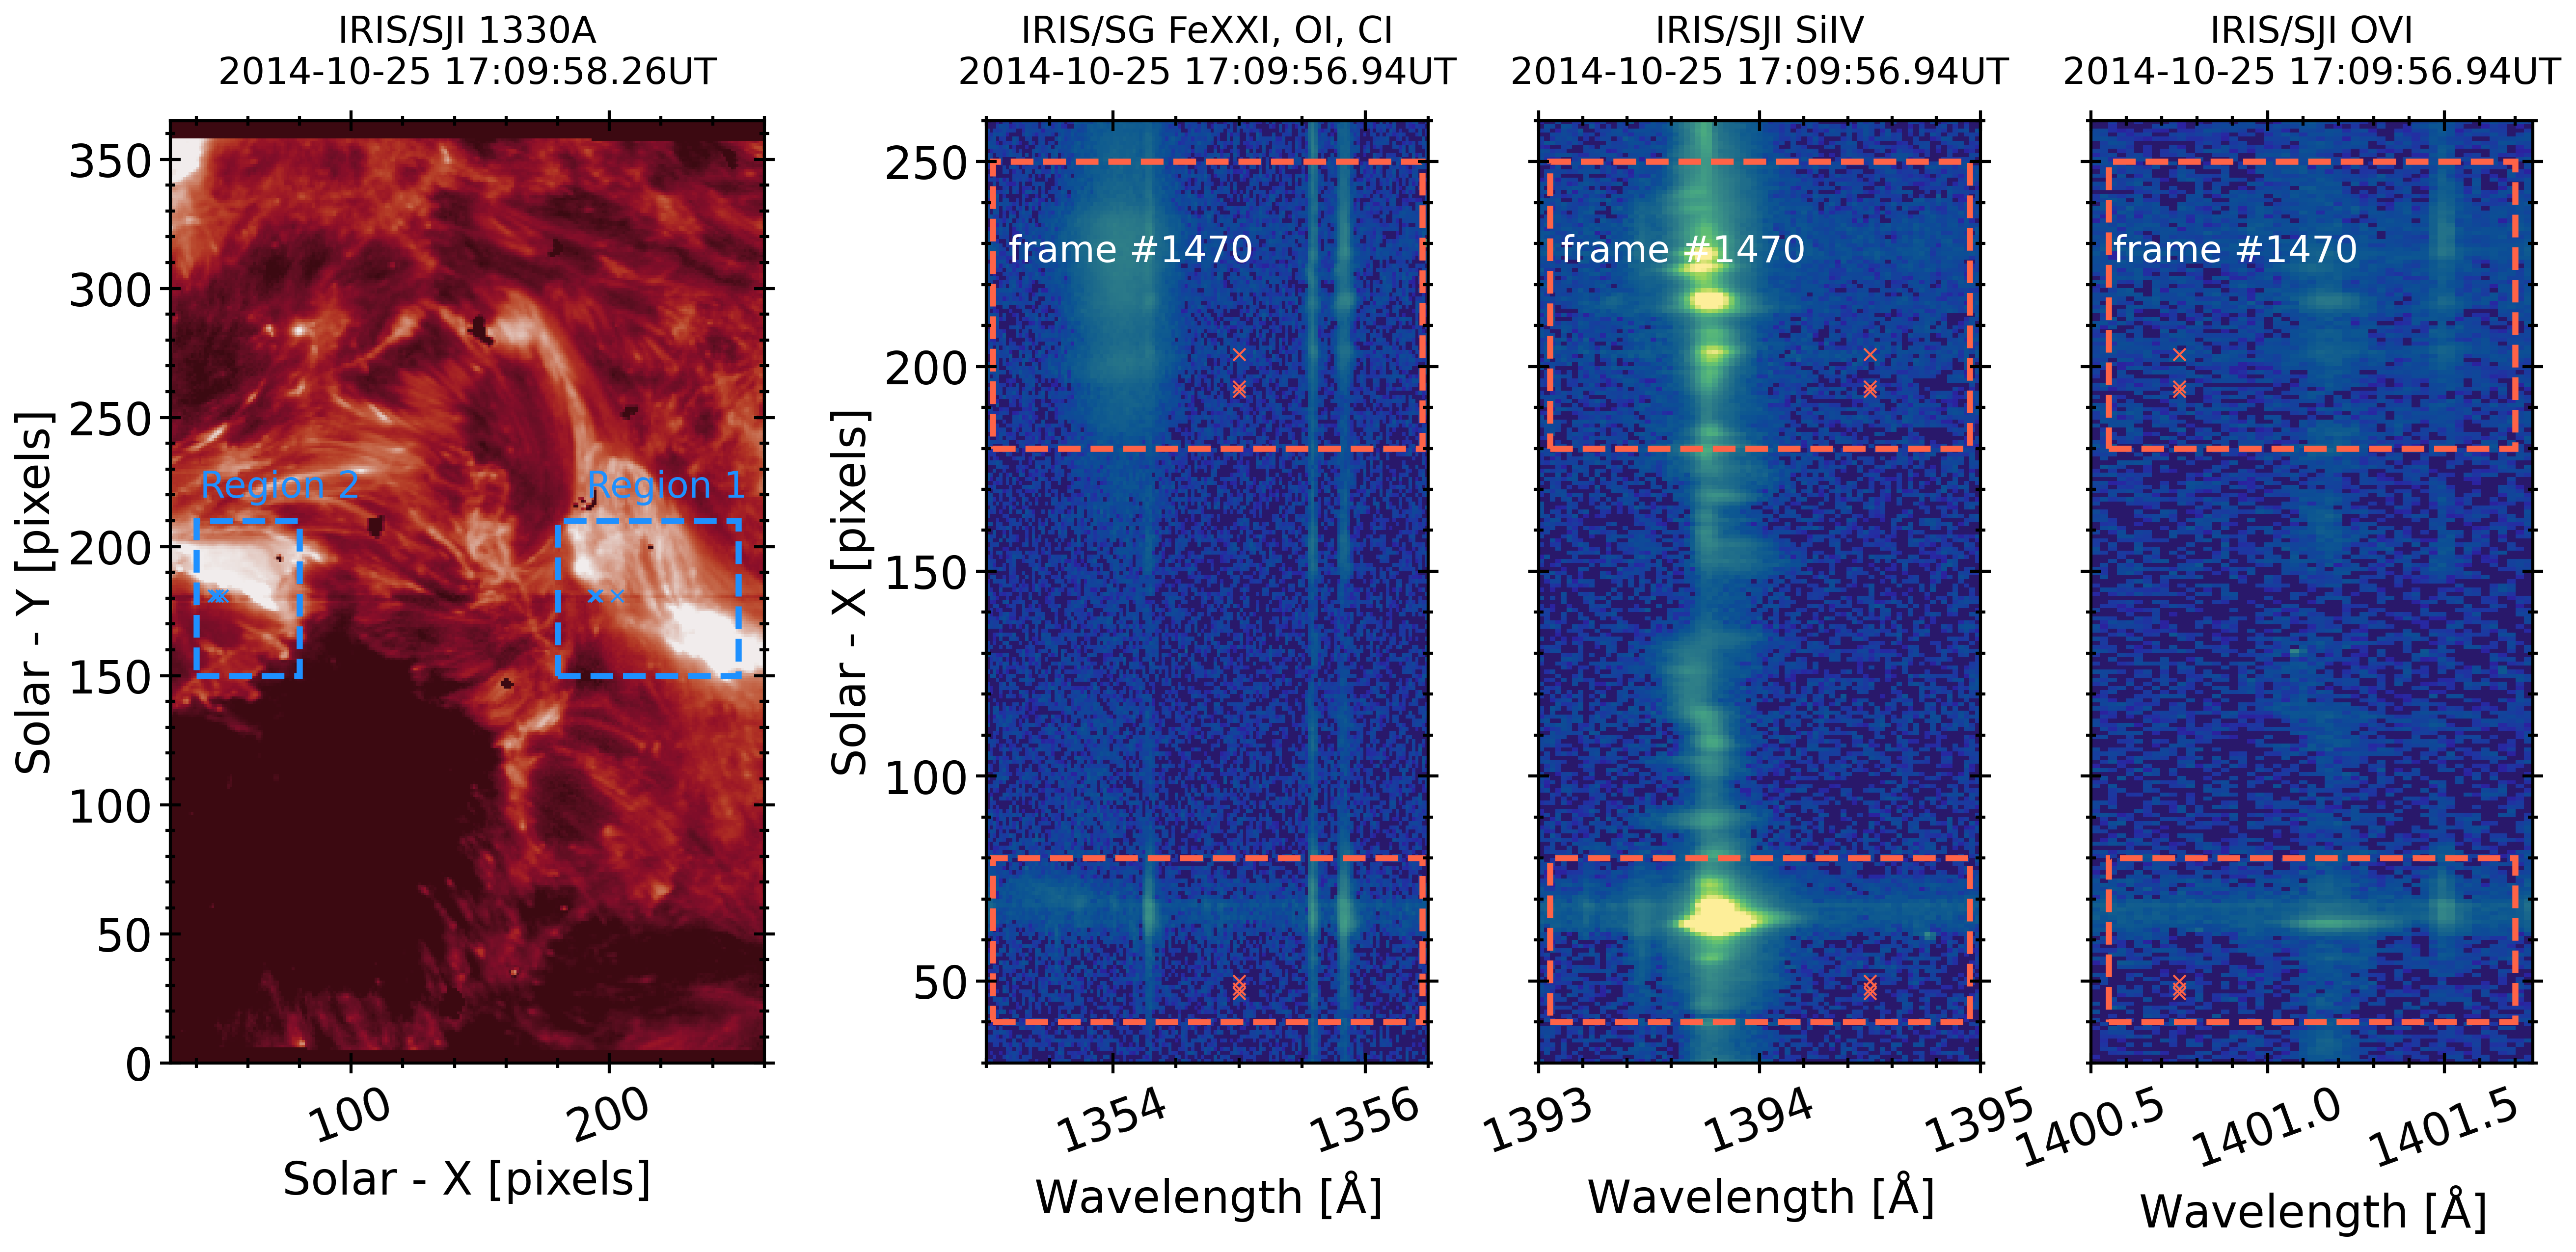 IRIS/SJI 1330A
2014-10-25 17:09:58.26UT
IRIS/SG FeXXI, OI, CI
2014-10-25 17:09:56.94UT
IRIS/SJI SiIV
2014-10-25 17:09:56.94UT
IRIS/SJI OVI
2014-10-25 17:09:56.94UT
Solar - Y [pixels]
350
300
250
200
150
100
50
0
Region 2
Region 1
100
200
Solar - X [pixels]
Solar - X [pixels]
250
200
150
100
50
frame #1470
1354
1356
Wavelength [Å]
frame #1470
1393
1394
1395
Wavelength [Å]
frame #1470
1400.5
1401.0
1401.5
Wavelength [Å]